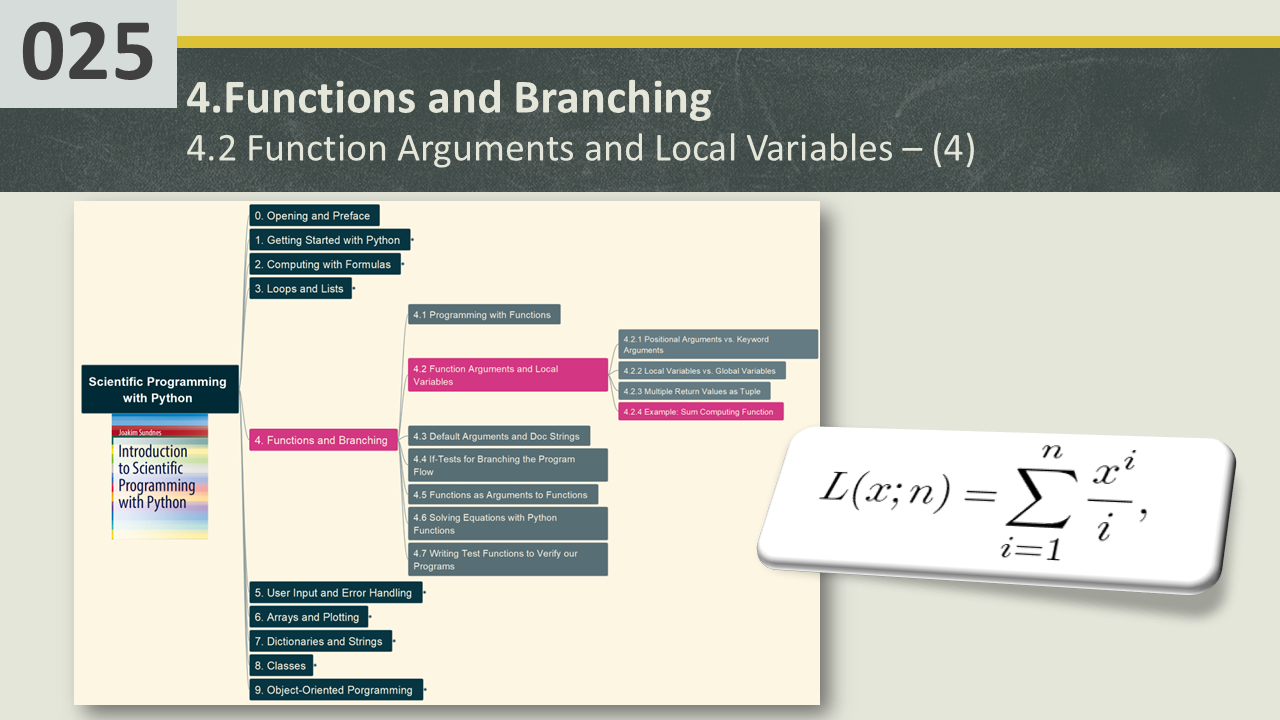 025
4.Functions and Branching
4.2 Function Arguments and Local Variables – (4)
0. Opening and Preface
1. Getting Started with Python
2. Computing with Formulas
3. Loops and Lists
4.1 Programming with Functions
4.2.1 Positional Arguments vs. Keyword
Arguments
4.2 Function Arguments and Local
Variables
4.2.2 Local Variables vs. Global Variables
4.2.3 Multiple Return Values as Tuple
4.2.4 Example: Sum Computing Function
Scientific Programming
with Python
Joakim Sundnes
Introduction
to Scientific
Programming
with Python
4. Functions and Branching
4.3 Default Arguments and Doc Strings
4.4 If-Tests for Branching the Program
Flow
4.5 Functions as Arguments to Functions
4.6 Solving Equations with Python
Functions
4.7 Writing Test Functions to Verify our
Programs
5. User Input and Error Handling
6. Arrays and Plotting
7. Dictionaries and Strings
8. Classes
9. Object-Oriented Porgramming
L(x; n) = ∑_{i=1}^{n} x^i / i ,